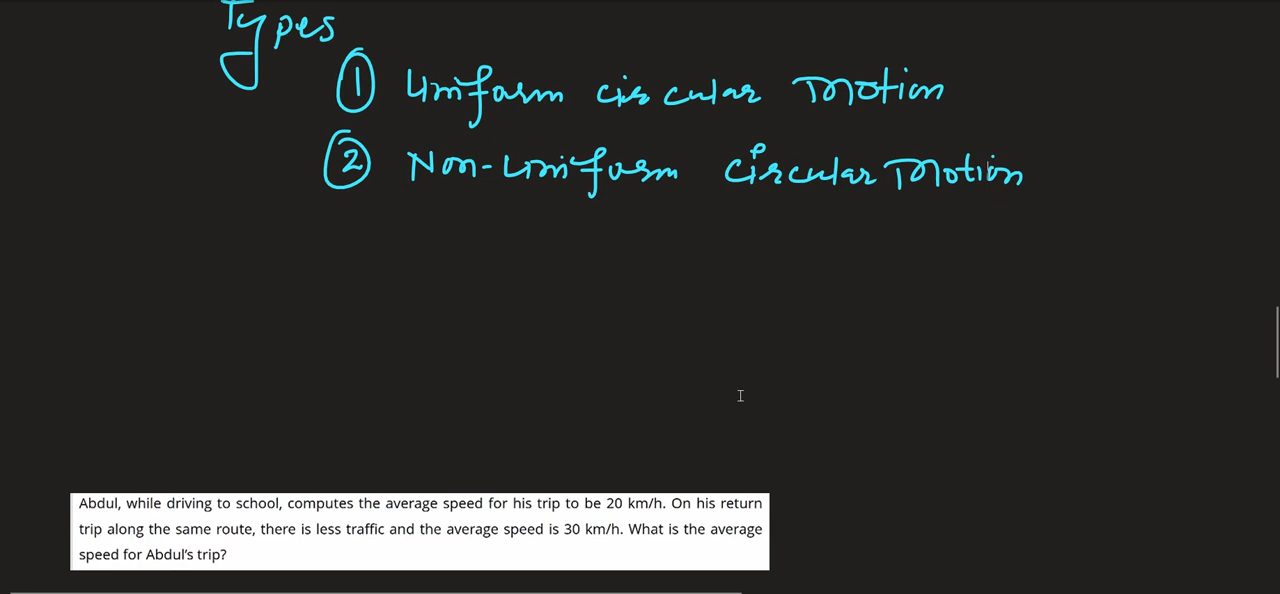 Types
① Uniform circular Motion
② Non-Uniform circular Motion
Abdul, while driving to school, computes the average speed for his trip to be 20 km/h. On his return
trip along the same route, there is less traffic and the average speed is 30 km/h. What is the average
speed for Abdul's trip?